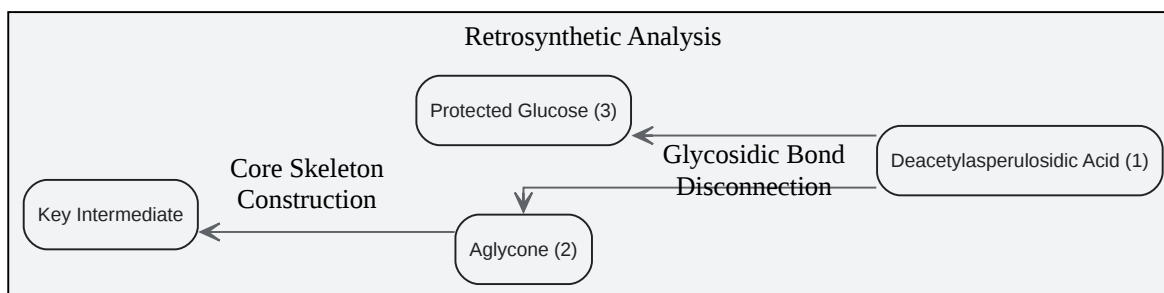 Retrosynthetic Analysis
Protected Glucose (3)
Glycosidic Bond
Disconnection
Deacetylasperulosidic Acid (1)
Core Skeleton
Construction
Key Intermediate
Aglycone (2)